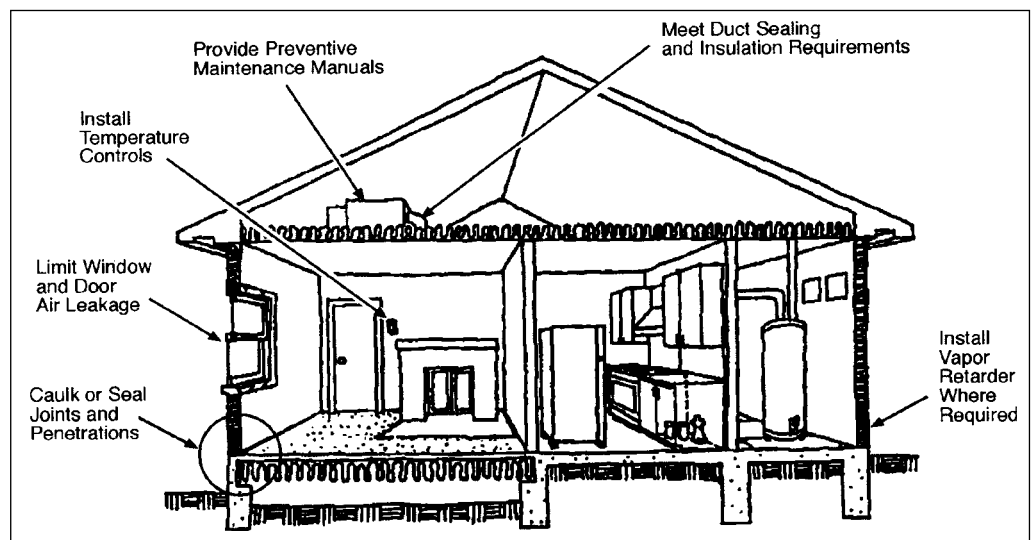 Provide Preventive
Maintenance Manuals
Meet Duct Sealing
and Insulation Requirements
Install
Temperature
Controls
Limit Window
and Door
Air Leakage
Caulk or Seal
Joints and
Penetrations
Install
Vapor
Retarder
Where
Required